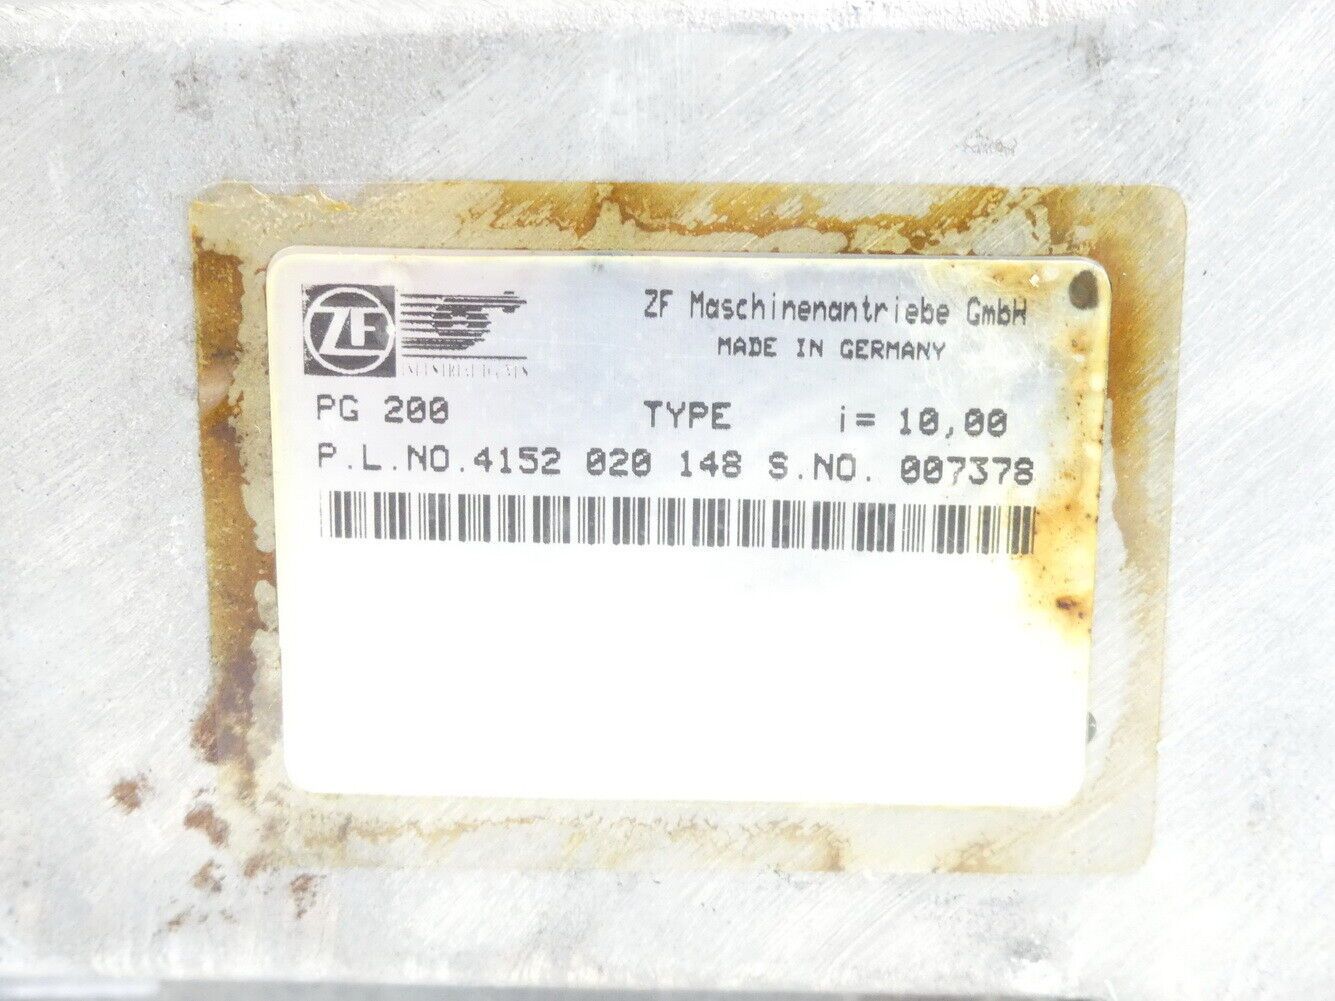 ZF
ZF Maschinenantriebe GmbH
MADE IN GERMANY
PG 200 TYPE i= 10,00
P.L.NO.4152 020 148 S.NO. 007378